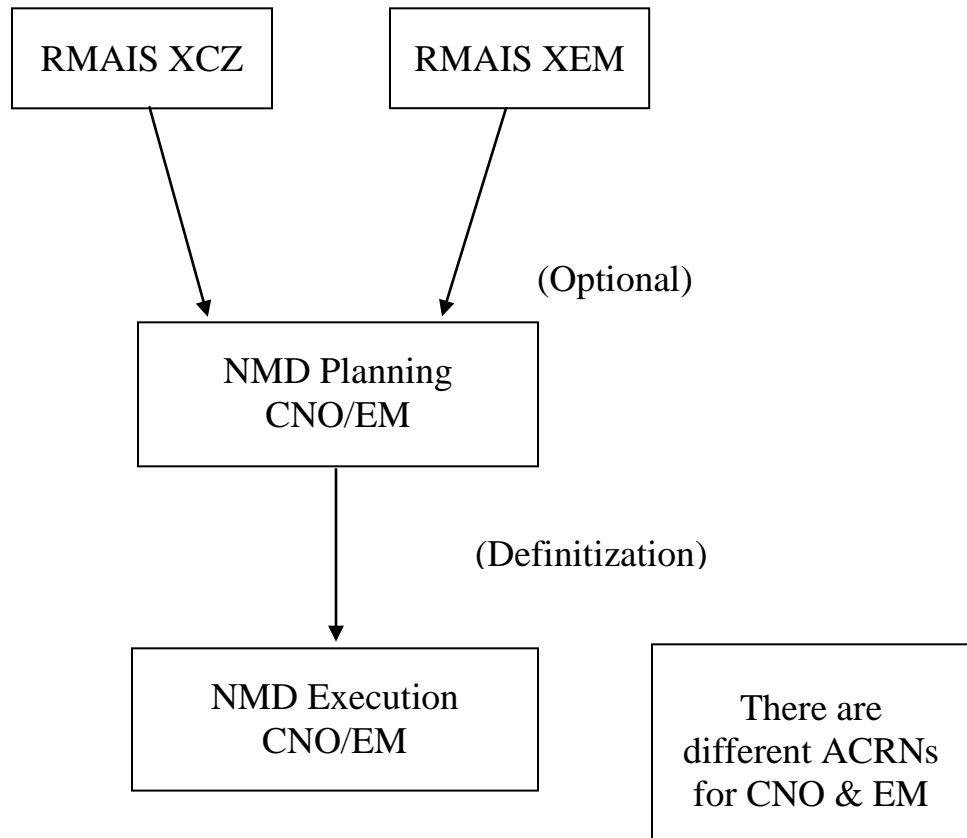 RMAIS XCZ
RMAIS XEM
(Optional)
NMD Planning
CNO/EM
(Definitization)
NMD Execution
CNO/EM
There are
different ACRNs
for CNO & EM